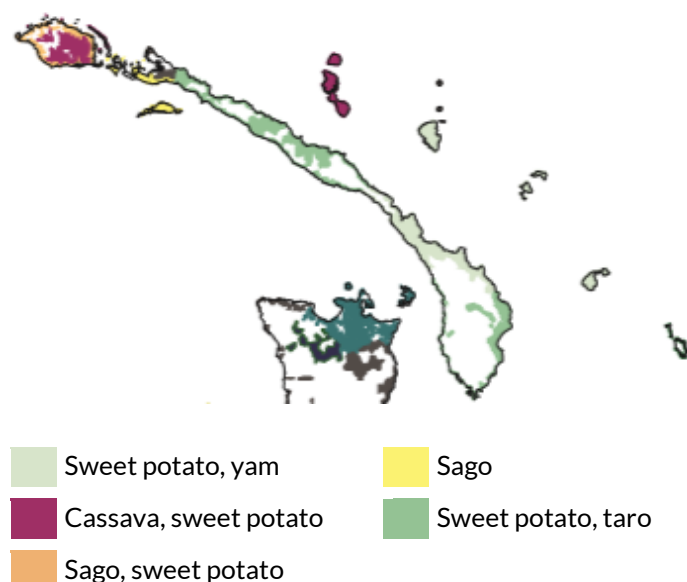 Sweet potato, yam
Sago
Cassava, sweet potato
Sweet potato, taro
Sago, sweet potato